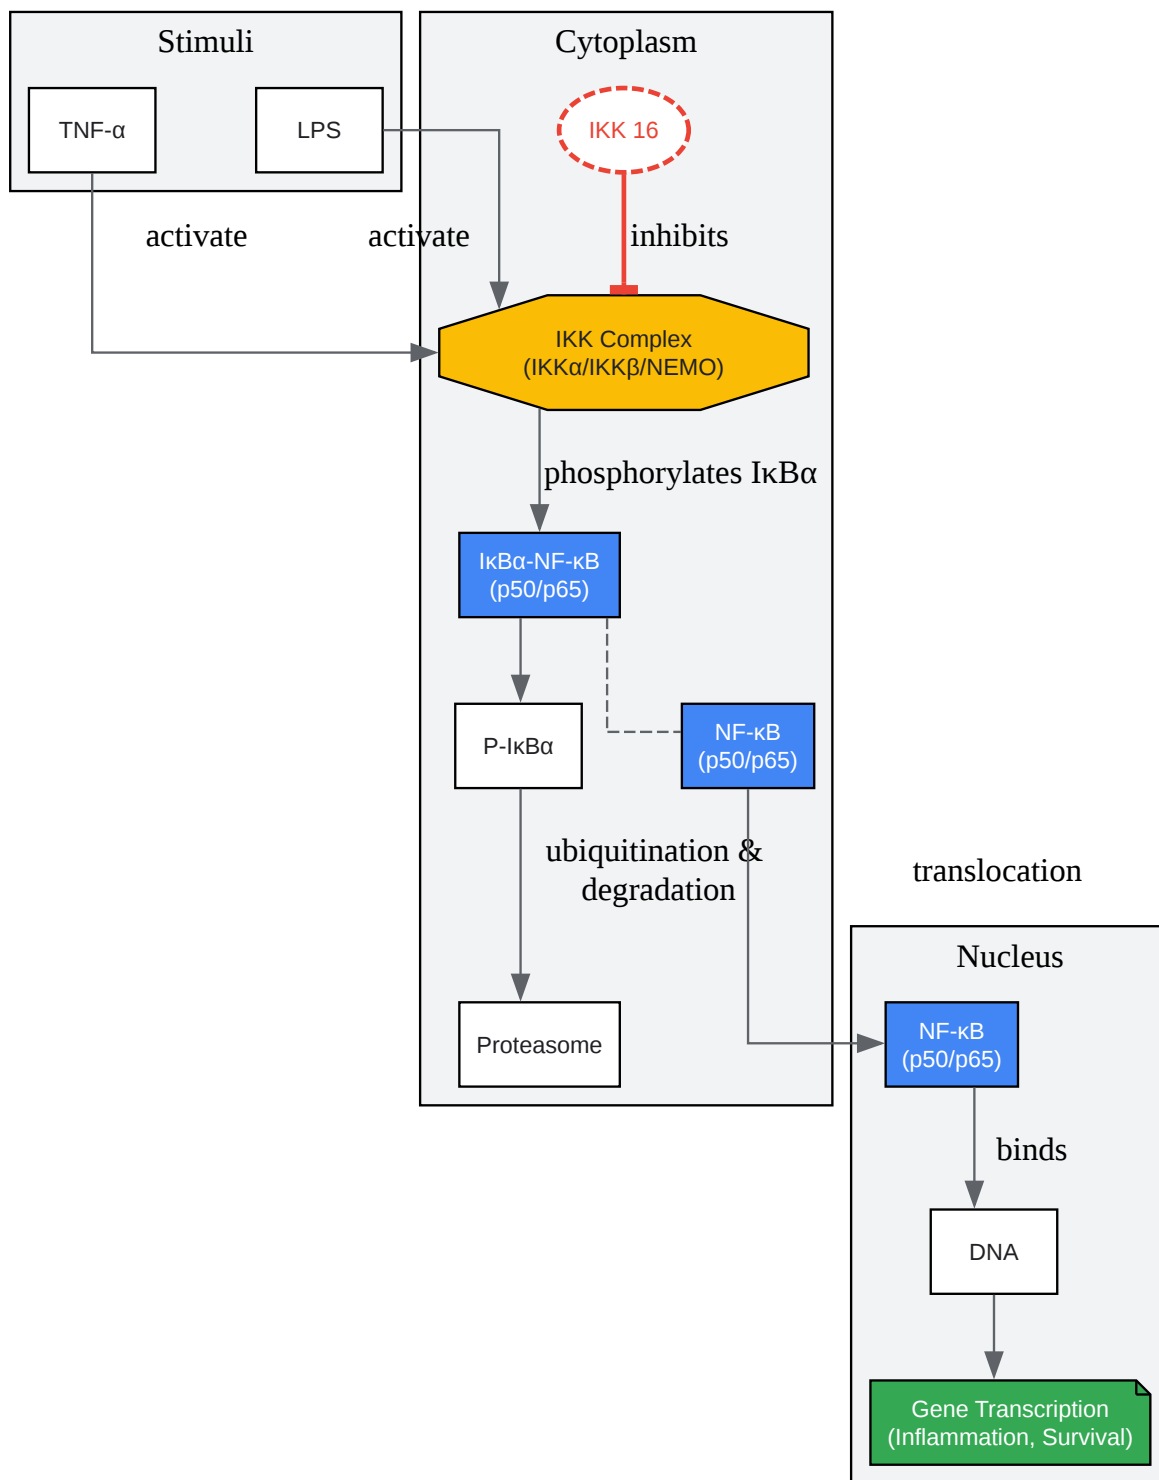 Stimuli
Cytoplasm
TNF-α
LPS
IKK 16
activate
activate
inhibits
IKK Complex
(IKKα/IKKβ/NEMO)
phosphorylates IκBα
IκBα-NF-κB
(p50/p65)
P-IκBα
NF-κB
(p50/p65)
ubiquitination &
degradation
translocation
Nucleus
Proteasome
NF-κB
(p50/p65)
binds
DNA
Gene Transcription
(Inflammation, Survival)